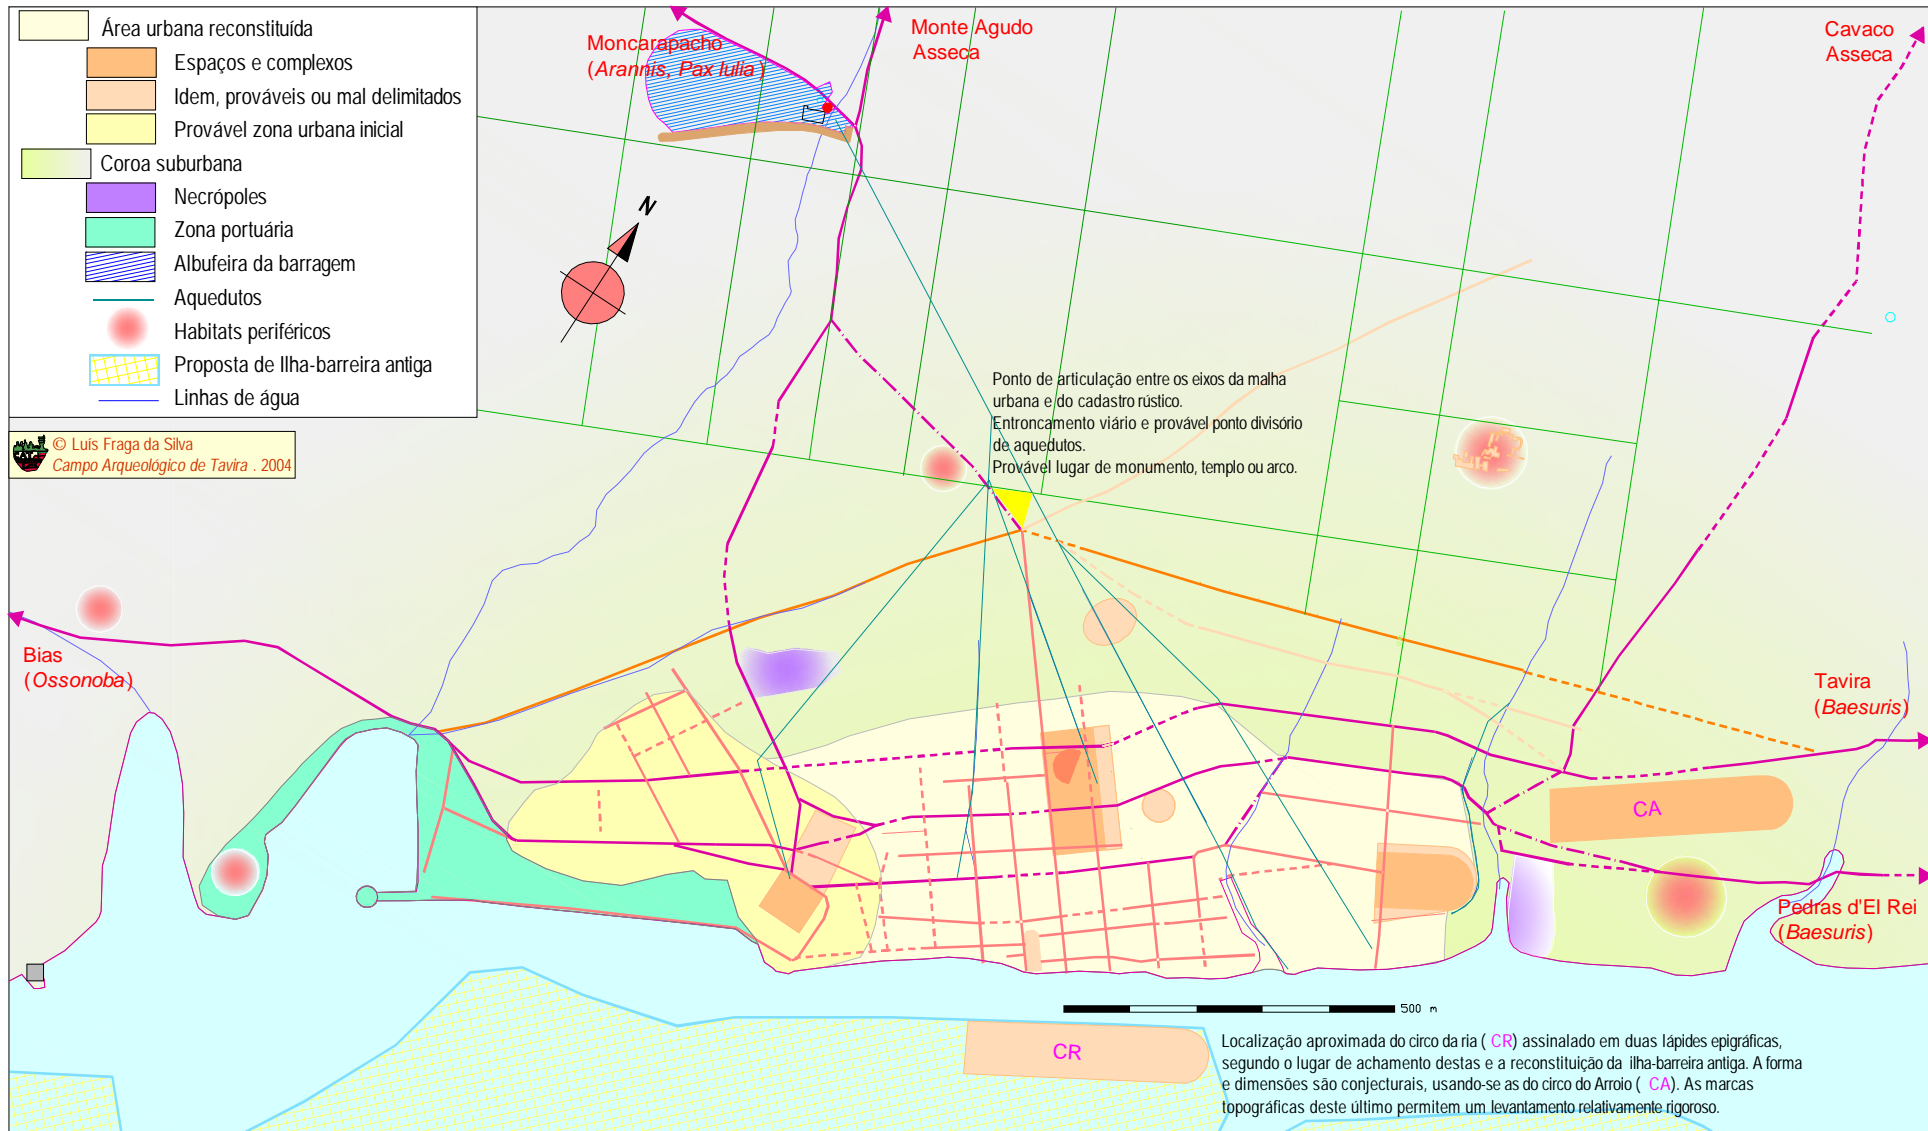 Área urbana reconstituída
Espaços e complexos
Idem, prováveis ou mal delimitados
Provável zona urbana inicial
Coroa suburbana
Necrópoles
Zona portuária
Albufeira da barragem
Aquedutos
Habitats periféricos
Proposta de Ilha-barreira antiga
Linhas de água
© Luís Fraga da Silva
Campo Arqueológico de Tavira . 2004
Moncarapacho
(Arannis, Pax Iulia )
Monte Agudo
Asseca
Cavaco
Asseca
N
Ponto de articulação entre os eixos da malha
urbana e do cadastro rústico.
Entroncamento viário e provável ponto divisório
de aquedutos.
Provável lugar de monumento, templo ou arco.
Bias
(Ossonoba)
Tavira
(Baesuris)
CA
Pedras d'El Rei
(Baesuris)
500 m
CR
Localização aproximada do circo da ria ( CR) assinalado em duas lápides epigráficas,
segundo o lugar de achamento destas e a reconstituição da ilha-barreira antiga. A forma
e dimensões são conjecturais, usando-se as do circo do Arroio ( CA). As marcas
topográficas deste último permitem um levantamento relativamente rigoroso.